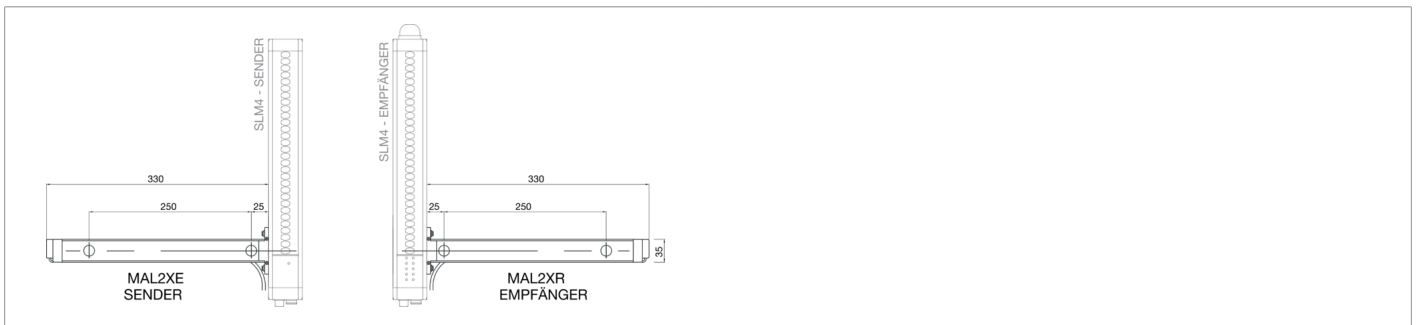 SLM4 - SENDER
SLM4 - EMPFÄNGER
330
330
250
25
25
250
35
MAL2XE
SENDER
MAL2XR
EMPFÄNGER